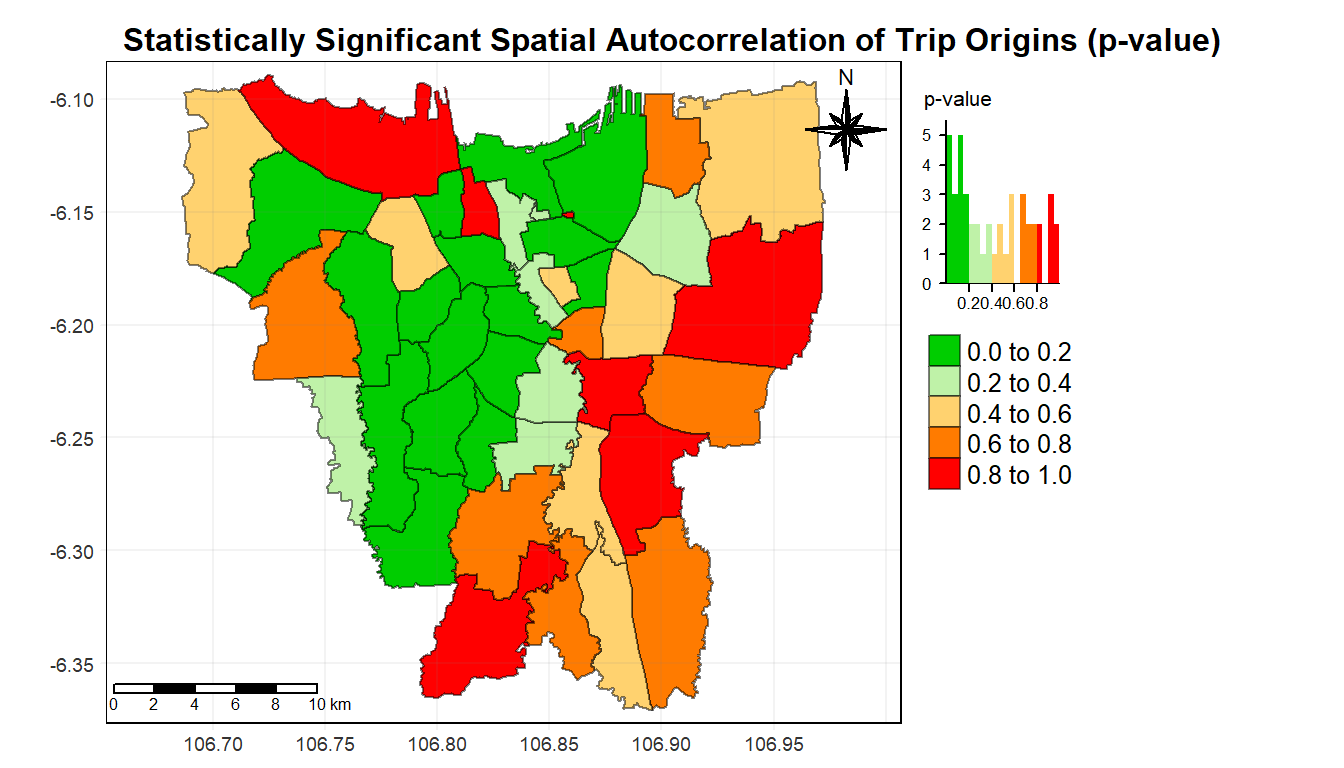 Statistically Significant Spatial Autocorrelation of Trip Origins (p-value)
N
-6.10
-6.15
-6.20
-6.25
-6.30
-6.35
0 2 4 6 8 10 km
106.70 106.75 106.80 106.85 106.90 106.95
p-value
5
4
3
2
1
0
0.20.40.60.8
0.0 to 0.2
0.2 to 0.4
0.4 to 0.6
0.6 to 0.8
0.8 to 1.0